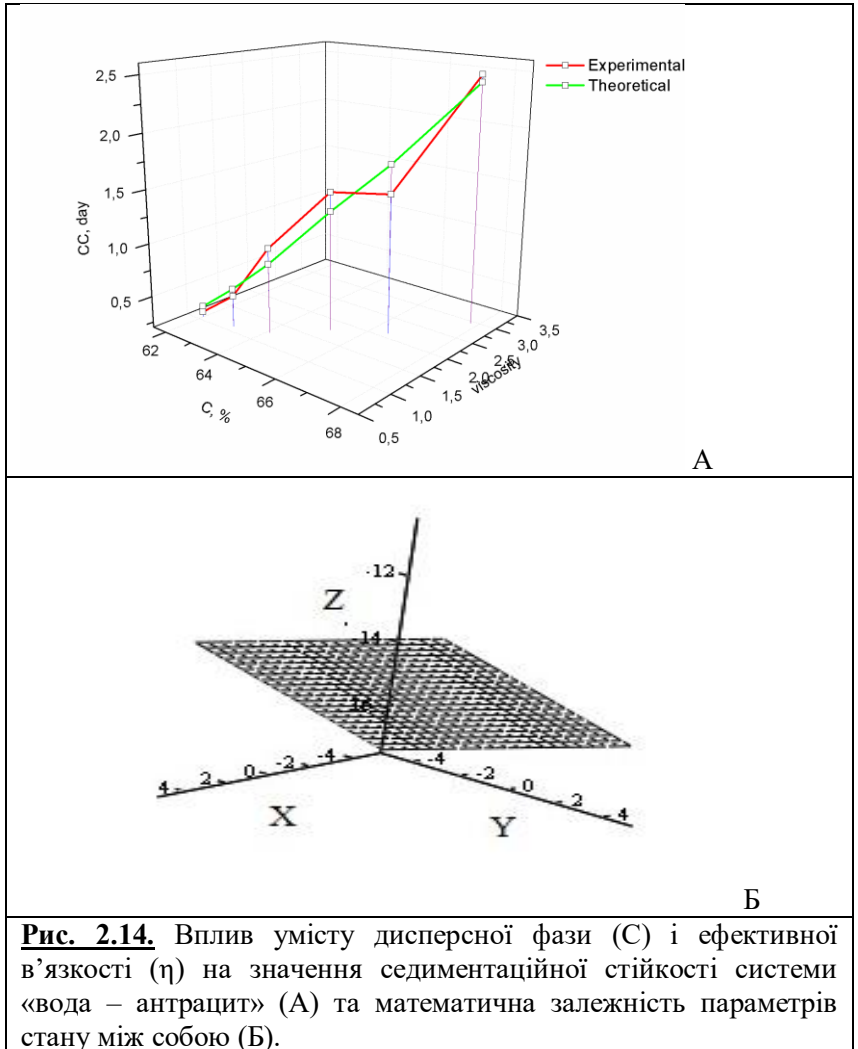 2,5
2,0
1,5
1,0
0,5
CC, day
62
64
66
68
C, %
0,5
1,0
1,5
2,0
2,5
3,0
3,5
viscosity
Experimental
Theoretical
А
-12
Z
14
16
4 2 0 -2 -4
X
-4 -2 0 2 4
Y
Б
Рис. 2.14. Вплив умісту дисперсної фази (С) і ефективної
в’язкості (η) на значення седиментаційної стійкості системи
«вода – антрацит» (А) та математична залежність параметрів
стану між собою (Б).